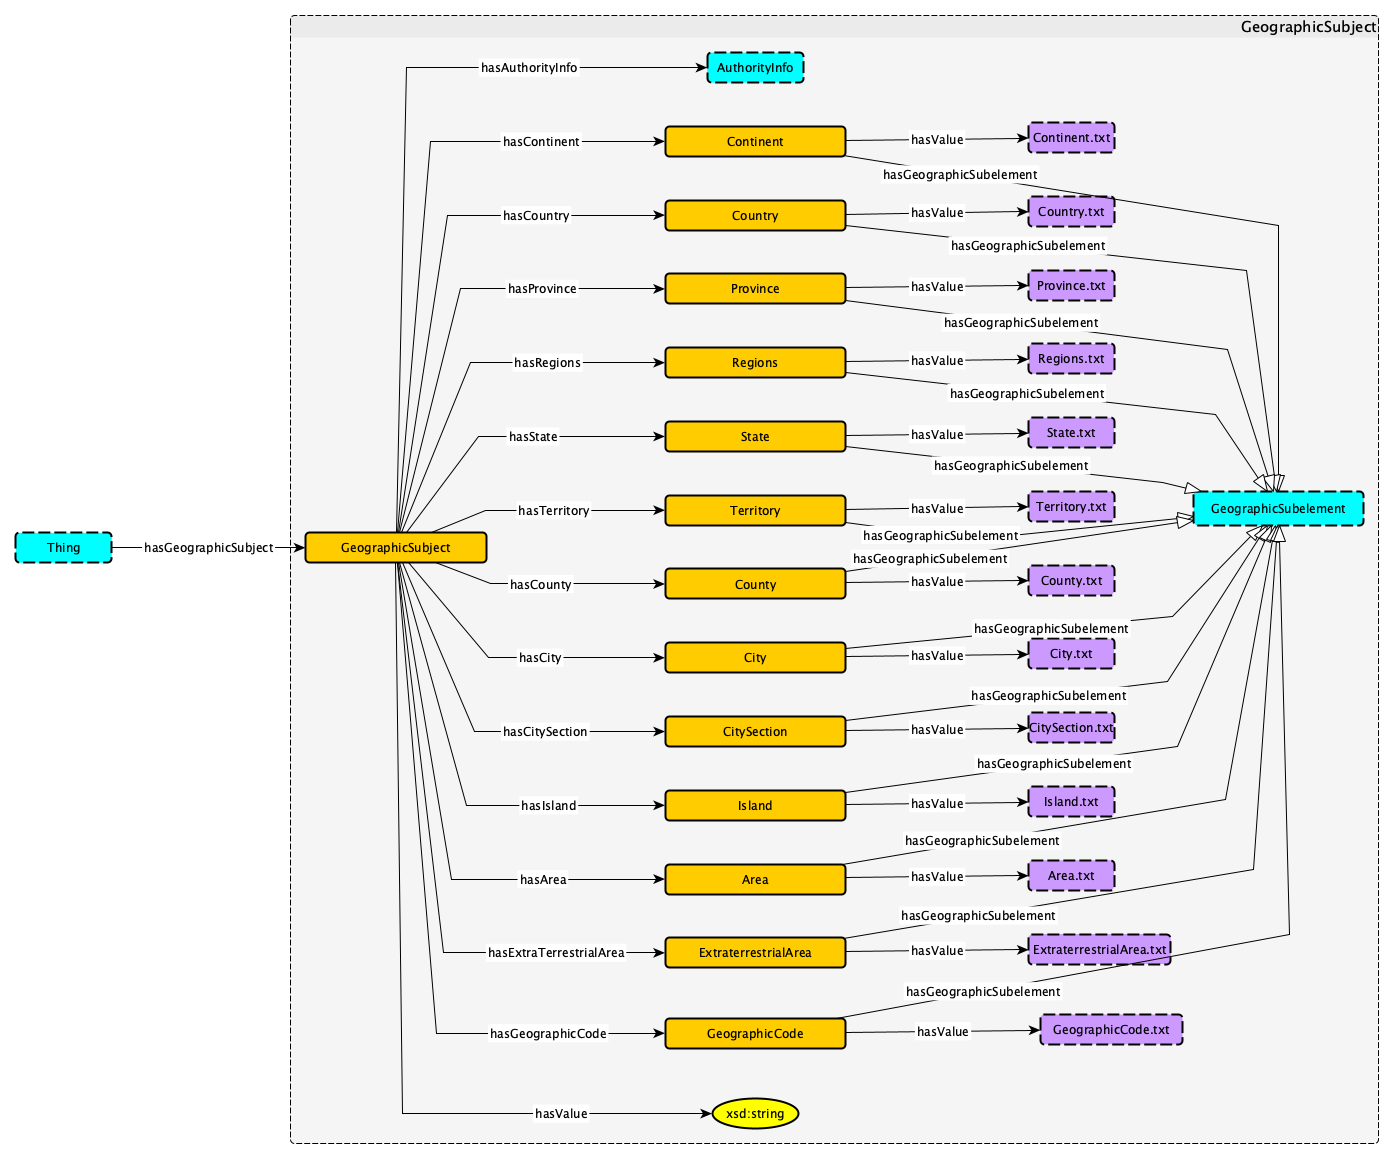 GeographicSubject
hasAuthorityInfo
AuthorityInfo
hasContinent
Continent
hasValue
Continent.txt
hasGeographicSubelement
hasCountry
Country
hasValue
Country.txt
hasGeographicSubelement
hasProvince
Province
hasValue
Province.txt
hasGeographicSubelement
hasRegions
Regions
hasValue
Regions.txt
hasGeographicSubelement
hasState
State
hasValue
State.txt
hasGeographicSubelement
hasTerritory
Territory
hasValue
Territory.txt
GeographicSubelement
hasGeographicSubelement
Thing
hasGeographicSubject
GeographicSubject
hasGeographicSubelement
hasCounty
County
hasValue
County.txt
hasGeographicSubelement
hasCity
City
hasValue
City.txt
hasGeographicSubelement
hasCitySection
CitySection
hasValue
CitySection.txt
hasGeographicSubelement
hasIsland
Island
hasValue
Island.txt
hasGeographicSubelement
hasArea
Area
hasValue
Area.txt
hasGeographicSubelement
hasExtraTerrestrialArea
ExtraterrestrialArea
hasValue
ExtraterrestrialArea.txt
hasGeographicSubelement
hasGeographicCode
GeographicCode
hasValue
GeographicCode.txt
hasValue
xsd:string